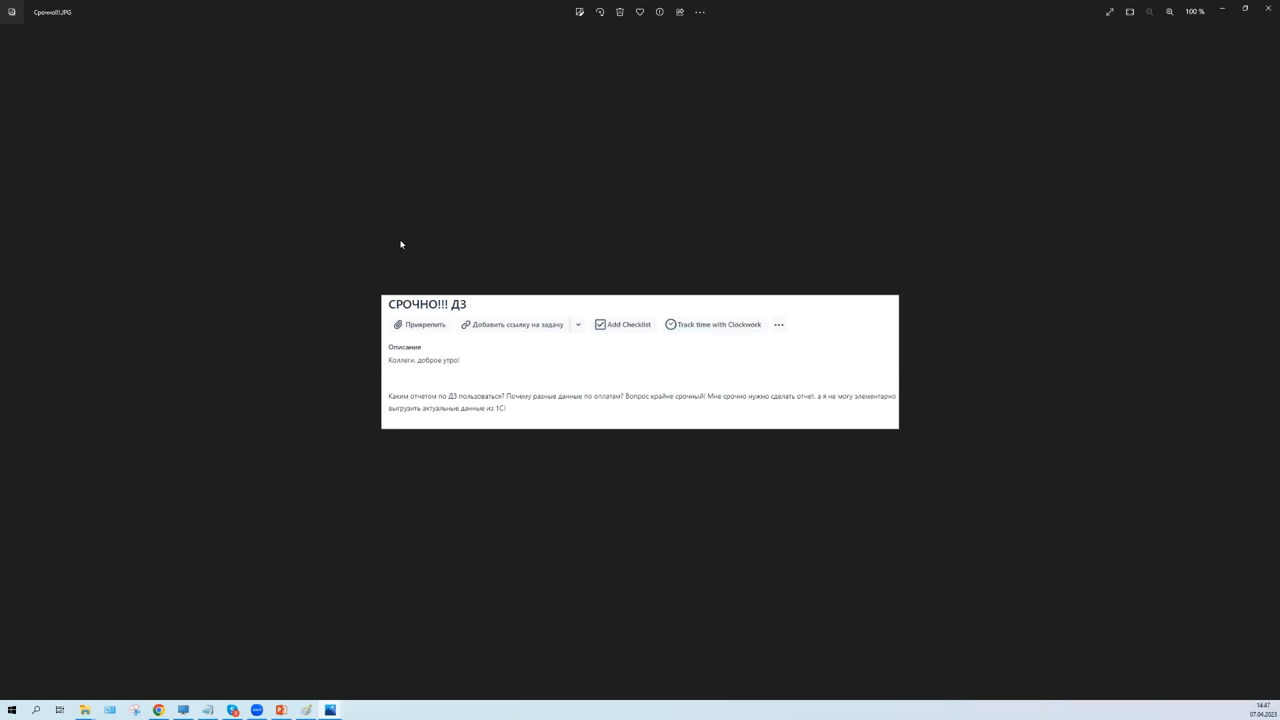 Срочно!!!.JPG
100 %
СРОЧНО!!! ДЗ
Прикрепить
Добавить ссылку на задачу
Add Checklist
Track time with Clockwork
Описание
Коллеги, доброе утро!
Каким отчетом по ДЗ пользоваться? Почему разные данные по оплатам? Вопрос крайне срочный! Мне срочно нужно сделать отчет, а я не могу элементарно
выгрузить актуальные данные из 1С!
14:47
07.04.2023